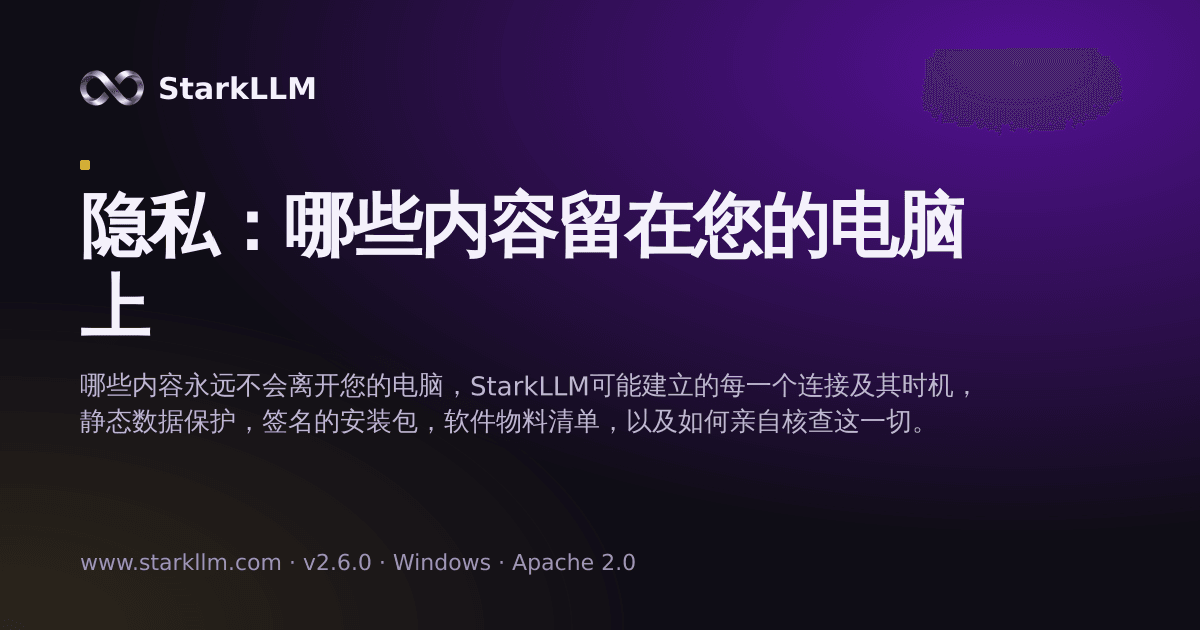 StarkLLM
隐私：哪些内容留在您的电脑
上
哪些内容永远不会离开您的电脑，StarkLLM可能建立的每一个连接及其时机，
静态数据保护，签名的安装包，软件物料清单，以及如何亲自核查这一切。
www.starkllm.com · v2.6.0 · Windows · Apache 2.0